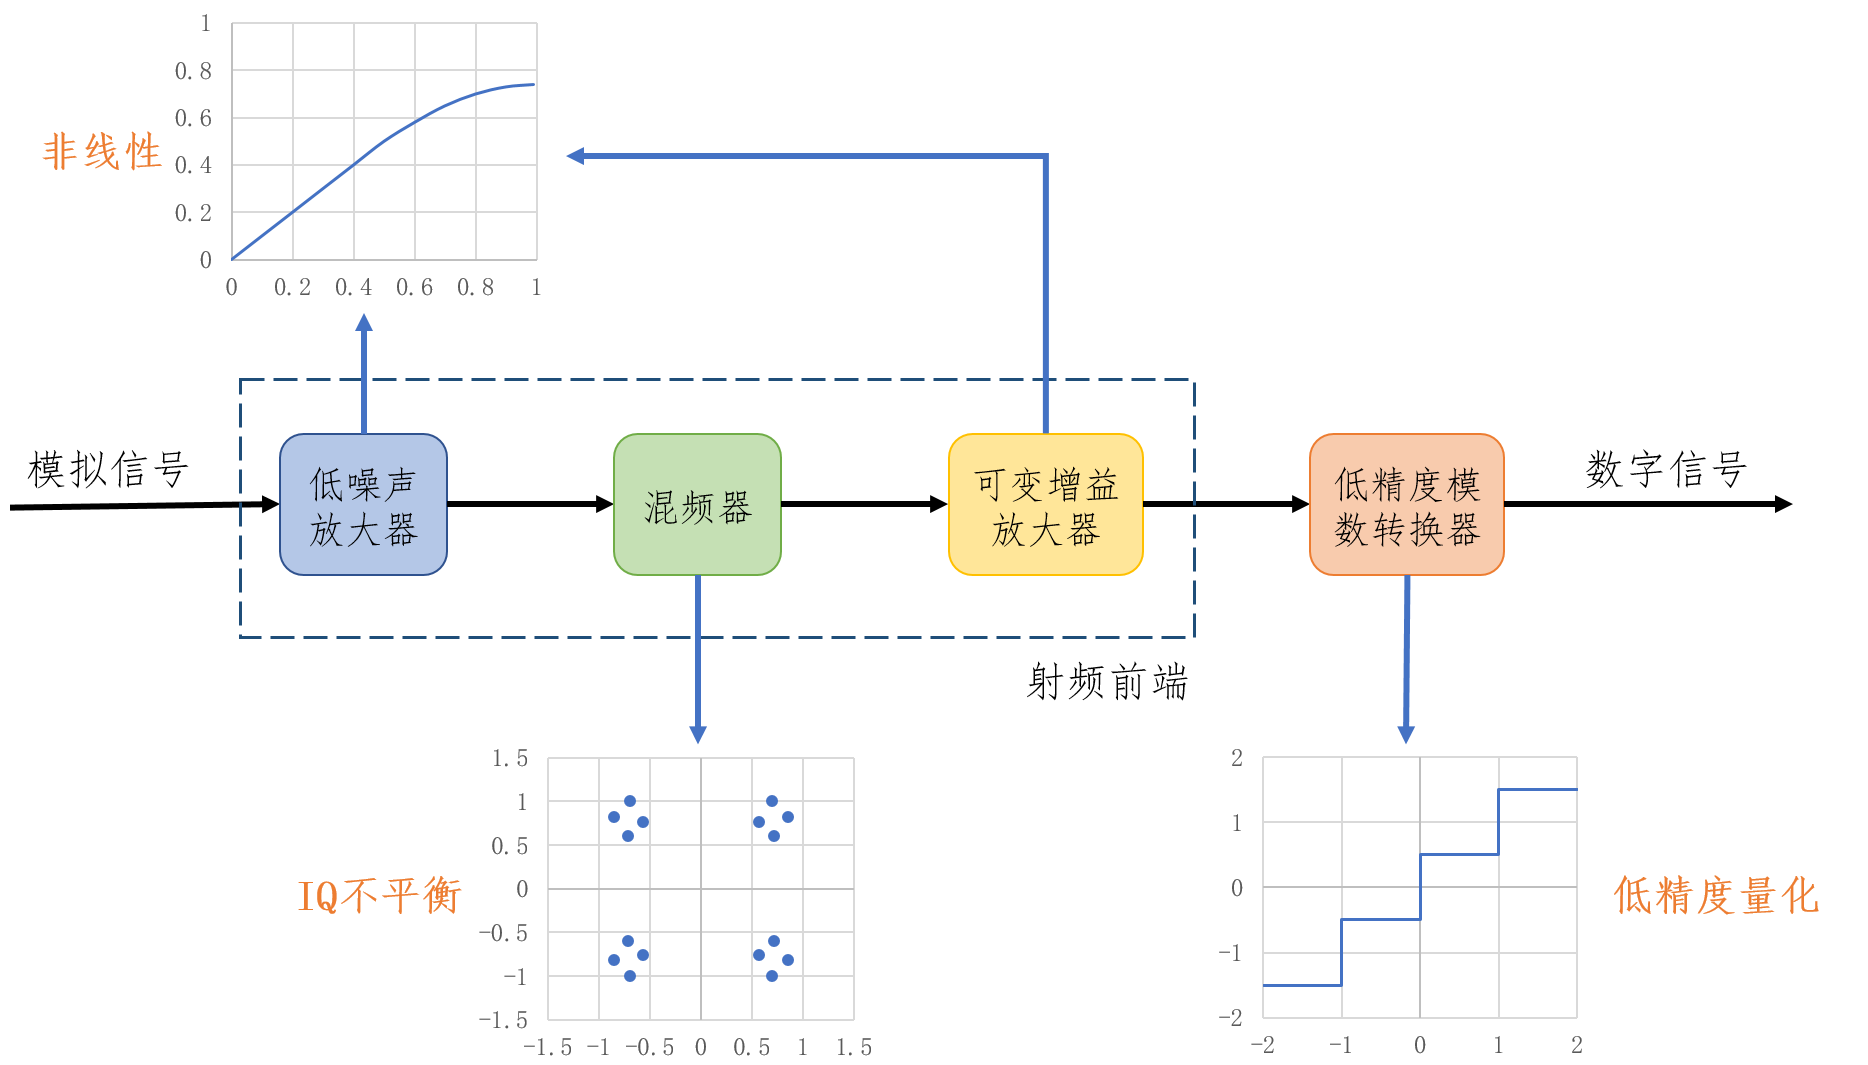 1
0.8
0.6
0.4
0.2
0
0 0.2 0.4 0.6 0.8 1
非线性
模拟信号
低噪声
放大器
混频器
可变增益
放大器
低精度模
数转换器
数字信号
射频前端
1.5
1
0.5
0
-0.5
-1
-1.5
-1.5 -1 -0.5 0 0.5 1 1.5
IQ不平衡
2
1
0
-1
-2
-2 -1 0 1 2
低精度量化